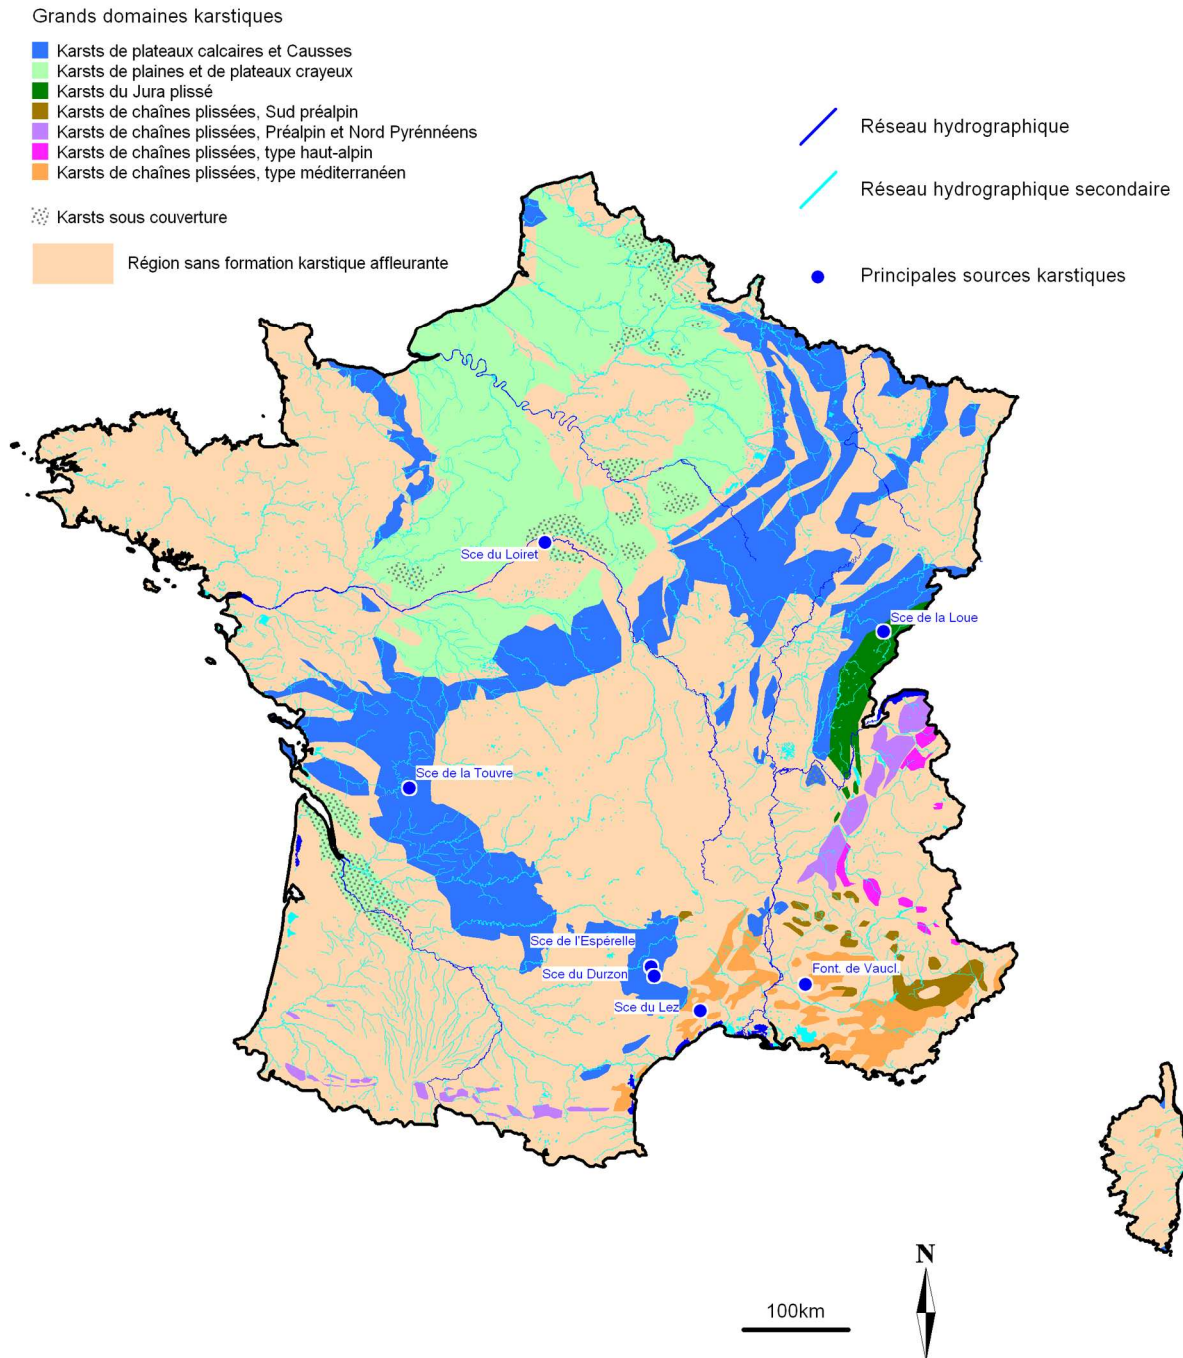 Grands domaines karstiques
Karsts de plateaux calcaires et Causses
Karsts de plaines et de plateaux crayeux
Karsts du Jura plissé
Karsts de chaînes plissées, Sud préalpin
Karsts de chaînes plissées, Préalpin et Nord Pyrénnéens
Karsts de chaînes plissées, type haut-alpin
Karsts de chaînes plissées, type méditerranéen
Karsts sous couverture
Région sans formation karstique affleurante
Réseau hydrographique
Réseau hydrographique secondaire
Principales sources karstiques
Sce du Loiret
Sce de la Loue
Sce de la Touvre
Sce de l'Espérelle
Sce du Durzon
Font. de Vaucl.
Sce du Lez
N
100km